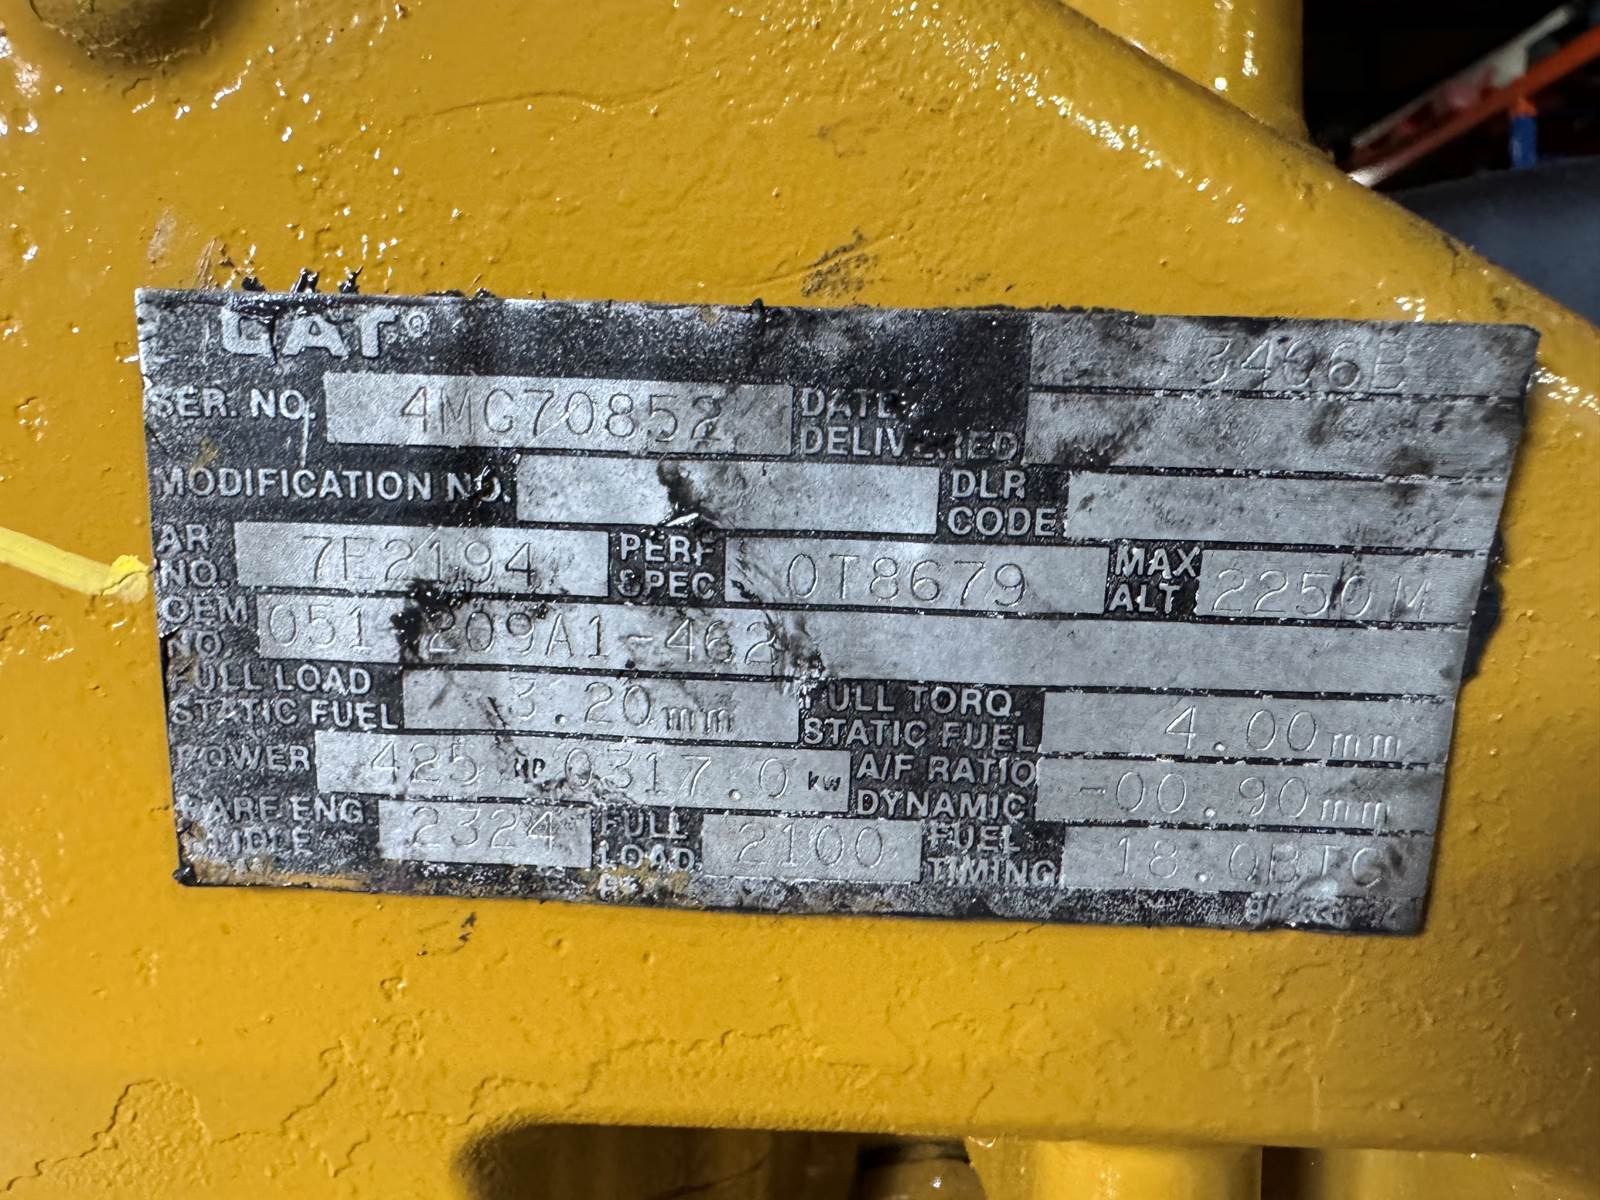 CAT® 3406B
SER. NO. 4MG70852 DATE DELIVERED
MODIFICATION NO. DLR CODE
AR NO. 7E2194 PERF SPEC 0T8679 MAX ALT 2250M
OEM NO. 051-209A1-462
FULL LOAD STATIC FUEL 3.20mm FULL TORQ. STATIC FUEL 4.00mm
POWER 425 HP 0317.0 kw A/F RATIO DYNAMIC -00.90mm
BARE ENG. HI IDLE 2324 FULL LOAD 2100 FUEL TIMING 18.0BTC